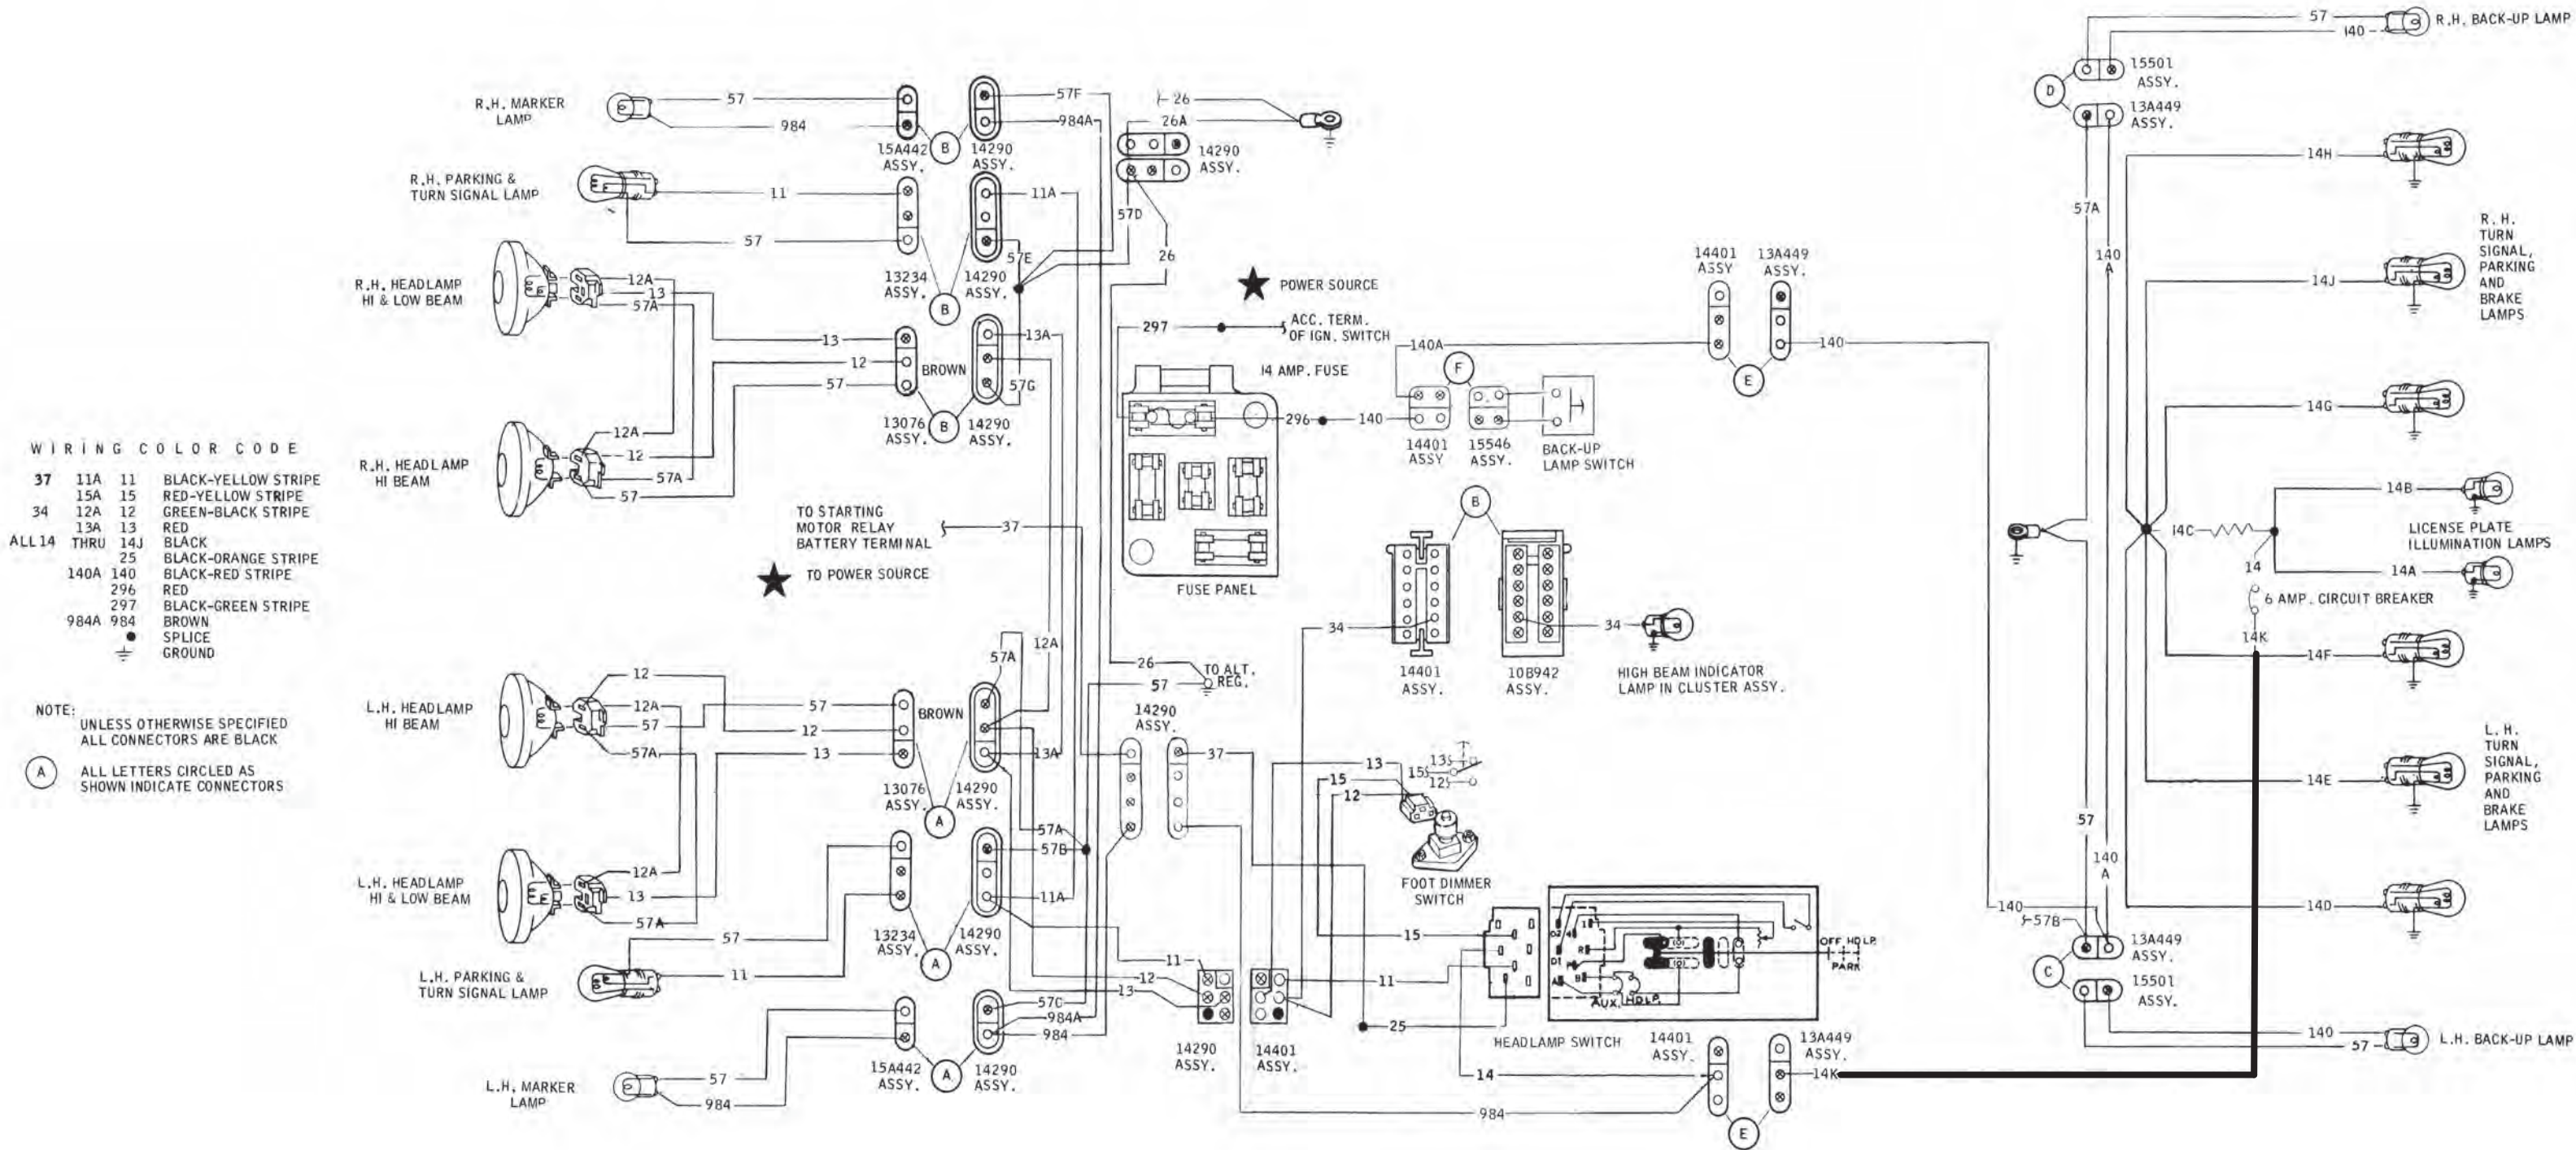 R.H. MARKER
LAMP
57
984
15A442
ASSY.
B
14290
ASSY.
57F
984A
26
26A
14290
ASSY.
R.H. PARKING &
TURN SIGNAL LAMP
11
57
13234
ASSY.
B
14290
ASSY.
11A
57E
57D
26
R.H. HEADLAMP
HI & LOW BEAM
12A
13
57A
13
12
57
BROWN
13076
ASSY.
B
14290
ASSY.
13A
57G
R.H. HEADLAMP
HI BEAM
12A
12
57A
57
WIRING COLOR CODE
37 11A 11 BLACK-YELLOW STRIPE
15A 15 RED-YELLOW STRIPE
34 12A 12 GREEN-BLACK STRIPE
13A 13 RED
ALL 14 THRU 14J BLACK
25 BLACK-ORANGE STRIPE
140A 140 BLACK-RED STRIPE
296 RED
297 BLACK-GREEN STRIPE
984A 984 BROWN
SPLICE
GROUND
NOTE:
UNLESS OTHERWISE SPECIFIED
ALL CONNECTORS ARE BLACK
A
ALL LETTERS CIRCLED AS
SHOWN INDICATE CONNECTORS
TO STARTING
MOTOR RELAY
BATTERY TERMINAL
37
TO POWER SOURCE
POWER SOURCE
297
ACC. TERM.
OF IGN. SWITCH
14 AMP. FUSE
296
140
FUSE PANEL
140A
F
14401
ASSY
15546
ASSY.
BACK-UP
LAMP SWITCH
14401
ASSY
13A449
ASSY.
E
140
B
14401
ASSY.
10B942
ASSY.
34
34
HIGH BEAM INDICATOR
LAMP IN CLUSTER ASSY.
L.H. HEADLAMP
HI BEAM
12
12A
57
57A
57
12
13
BROWN
13076
ASSY.
A
14290
ASSY.
57A
12A
13A
26
57
TO ALT.
REG.
14290
ASSY.
37
L.H. HEADLAMP
HI & LOW BEAM
12A
13
57A
57A
57B
11A
13234
ASSY.
A
14290
ASSY.
L.H. PARKING &
TURN SIGNAL LAMP
57
11
57C
984A
984
15A442
ASSY.
A
14290
ASSY.
L.H. MARKER
LAMP
57
984
11
12
13
14290
ASSY.
14401
ASSY.
13
15
12
13
15
12
FOOT DIMMER
SWITCH
15
11
25
14
984
D2
4
I
R
D1
P
A
B
AUX. HDLP.
OFF HDLP.
PARK
HEADLAMP SWITCH
14401
ASSY.
13A449
ASSY.
14K
E
57
140
R.H. BACK-UP LAMP
D
15501
ASSY.
13A449
ASSY.
57A
140
A
14H
14J
14G
R.H.
TURN
SIGNAL,
PARKING
AND
BRAKE
LAMPS
14C
14B
14A
LICENSE PLATE
ILLUMINATION LAMPS
14
6 AMP. CIRCUIT BREAKER
14K
14F
14E
14D
L.H.
TURN
SIGNAL,
PARKING
AND
BRAKE
LAMPS
57
140
A
140
57B
C
13A449
ASSY.
15501
ASSY.
140
57
L.H. BACK-UP LAMP